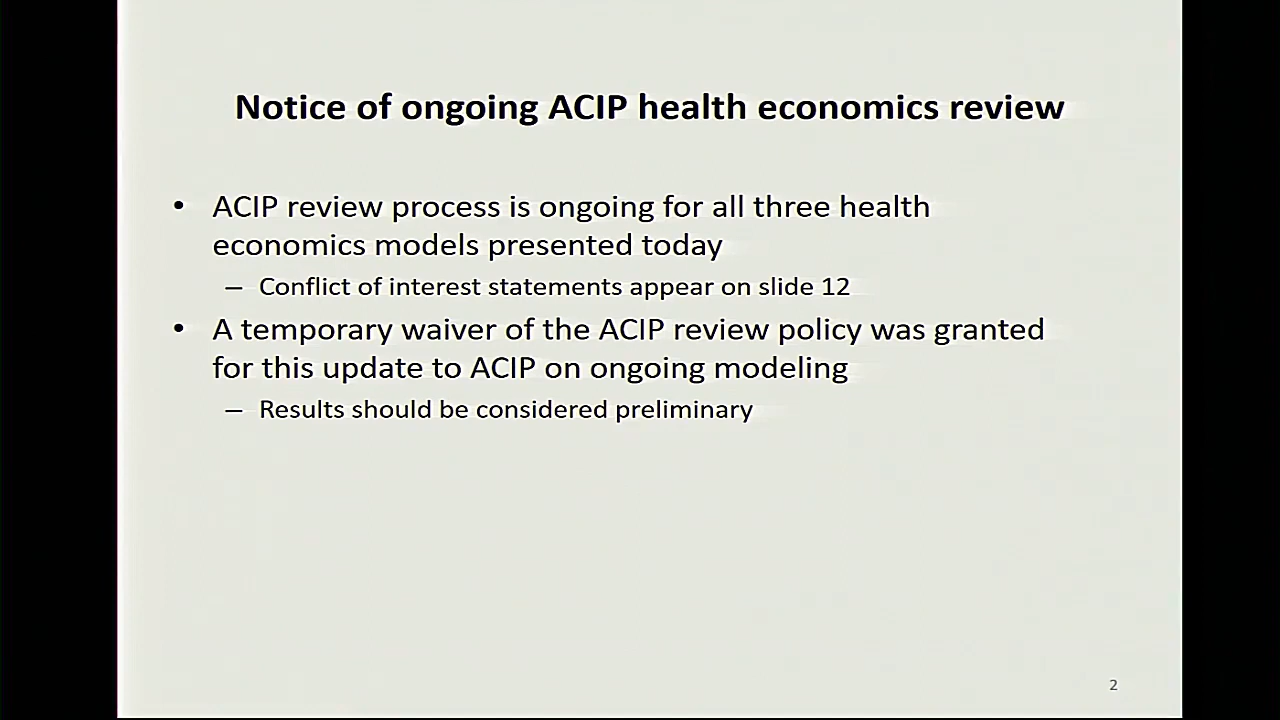 Notice of ongoing ACIP health economics review
• ACIP review process is ongoing for all three health
economics models presented today
– Conflict of interest statements appear on slide 12
• A temporary waiver of the ACIP review policy was granted
for this update to ACIP on ongoing modeling
– Results should be considered preliminary
2